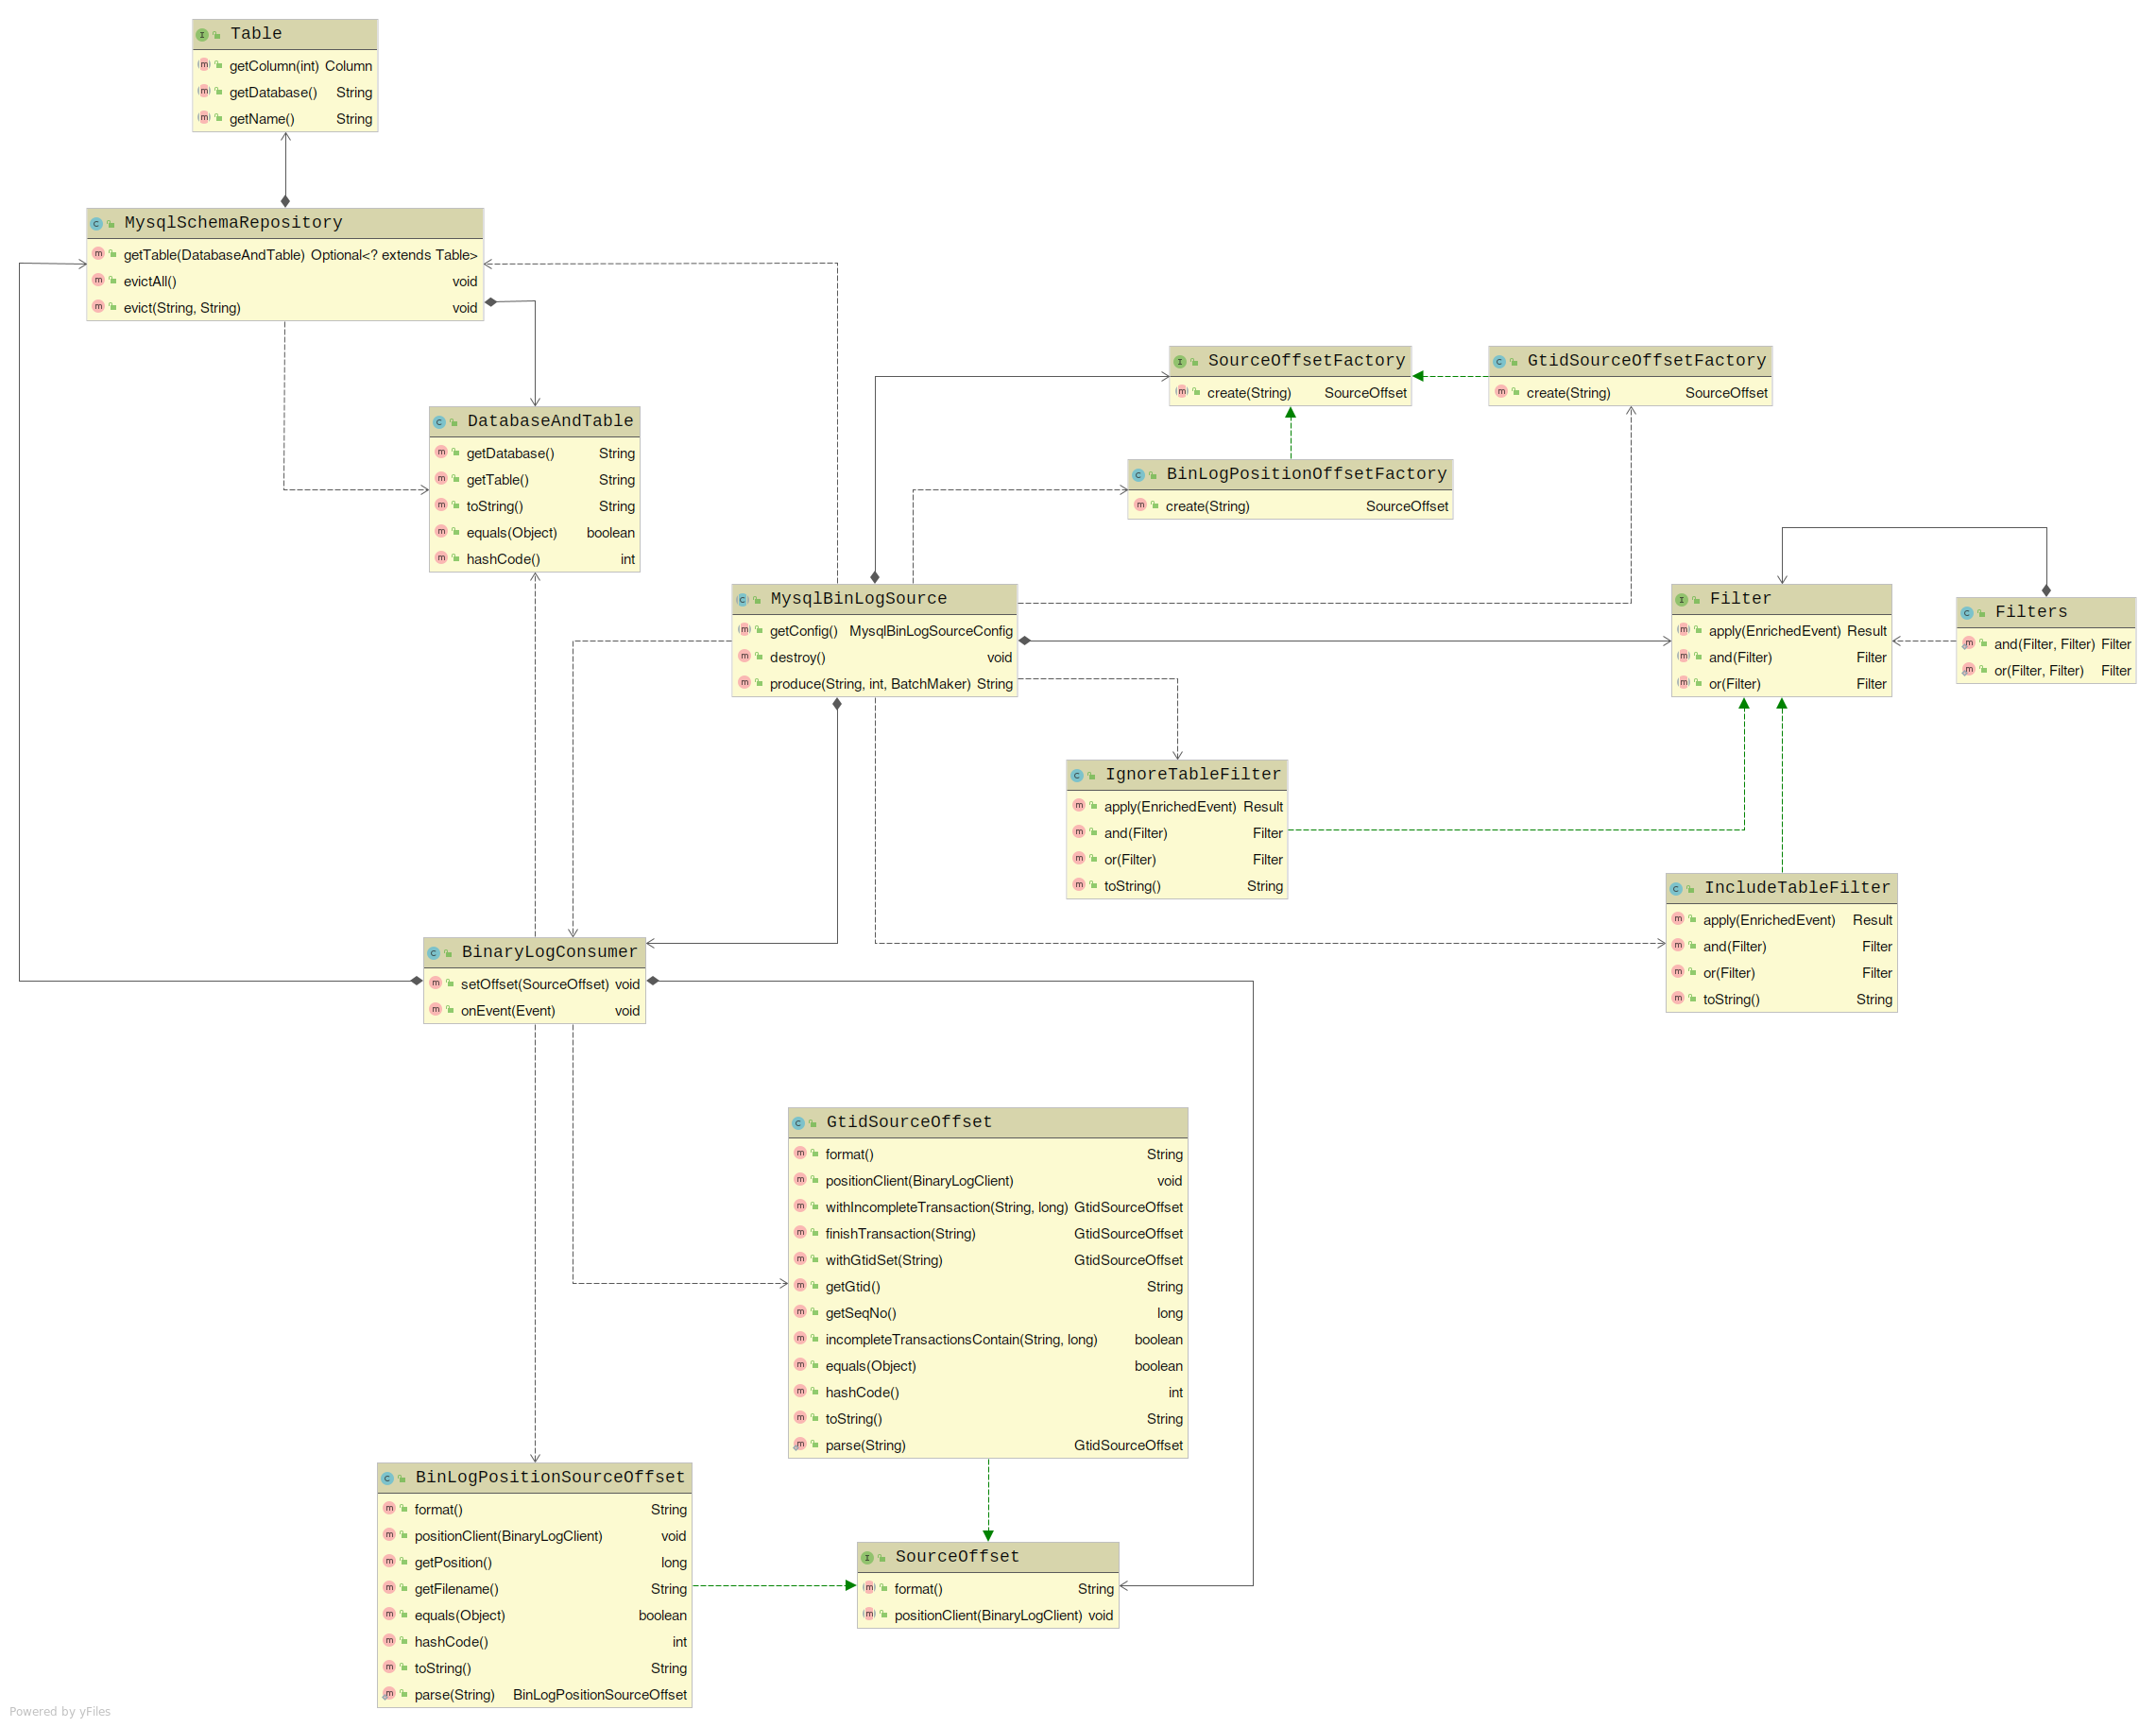 Table
getColumn(int) Column
getDatabase() String
getName() String
MysqlSchemaRepository
getTable(DatabaseAndTable) Optional<? extends Table>
evictAll() void
evict(String, String) void
SourceOffsetFactory
create(String) SourceOffset
GtidSourceOffsetFactory
create(String) SourceOffset
DatabaseAndTable
getDatabase() String
getTable() String
toString() String
equals(Object) boolean
hashCode() int
BinLogPositionOffsetFactory
create(String) SourceOffset
MysqlBinLogSource
getConfig() MysqlBinLogSourceConfig
destroy() void
produce(String, int, BatchMaker) String
Filter
apply(EnrichedEvent) Result
and(Filter) Filter
or(Filter) Filter
Filters
and(Filter, Filter) Filter
or(Filter, Filter) Filter
IgnoreTableFilter
apply(EnrichedEvent) Result
and(Filter) Filter
or(Filter) Filter
toString() String
IncludeTableFilter
apply(EnrichedEvent) Result
and(Filter) Filter
or(Filter) Filter
toString() String
BinaryLogConsumer
setOffset(SourceOffset) void
onEvent(Event) void
GtidSourceOffset
format() String
positionClient(BinaryLogClient) void
withIncompleteTransaction(String, long) GtidSourceOffset
finishTransaction(String) GtidSourceOffset
withGtidSet(String) GtidSourceOffset
getGtid() String
getSeqNo() long
incompleteTransactionsContain(String, long) boolean
equals(Object) boolean
hashCode() int
toString() String
parse(String) GtidSourceOffset
BinLogPositionSourceOffset
format() String
positionClient(BinaryLogClient) void
getPosition() long
getFilename() String
equals(Object) boolean
hashCode() int
toString() String
parse(String) BinLogPositionSourceOffset
SourceOffset
format() String
positionClient(BinaryLogClient) void
Powered by yFiles